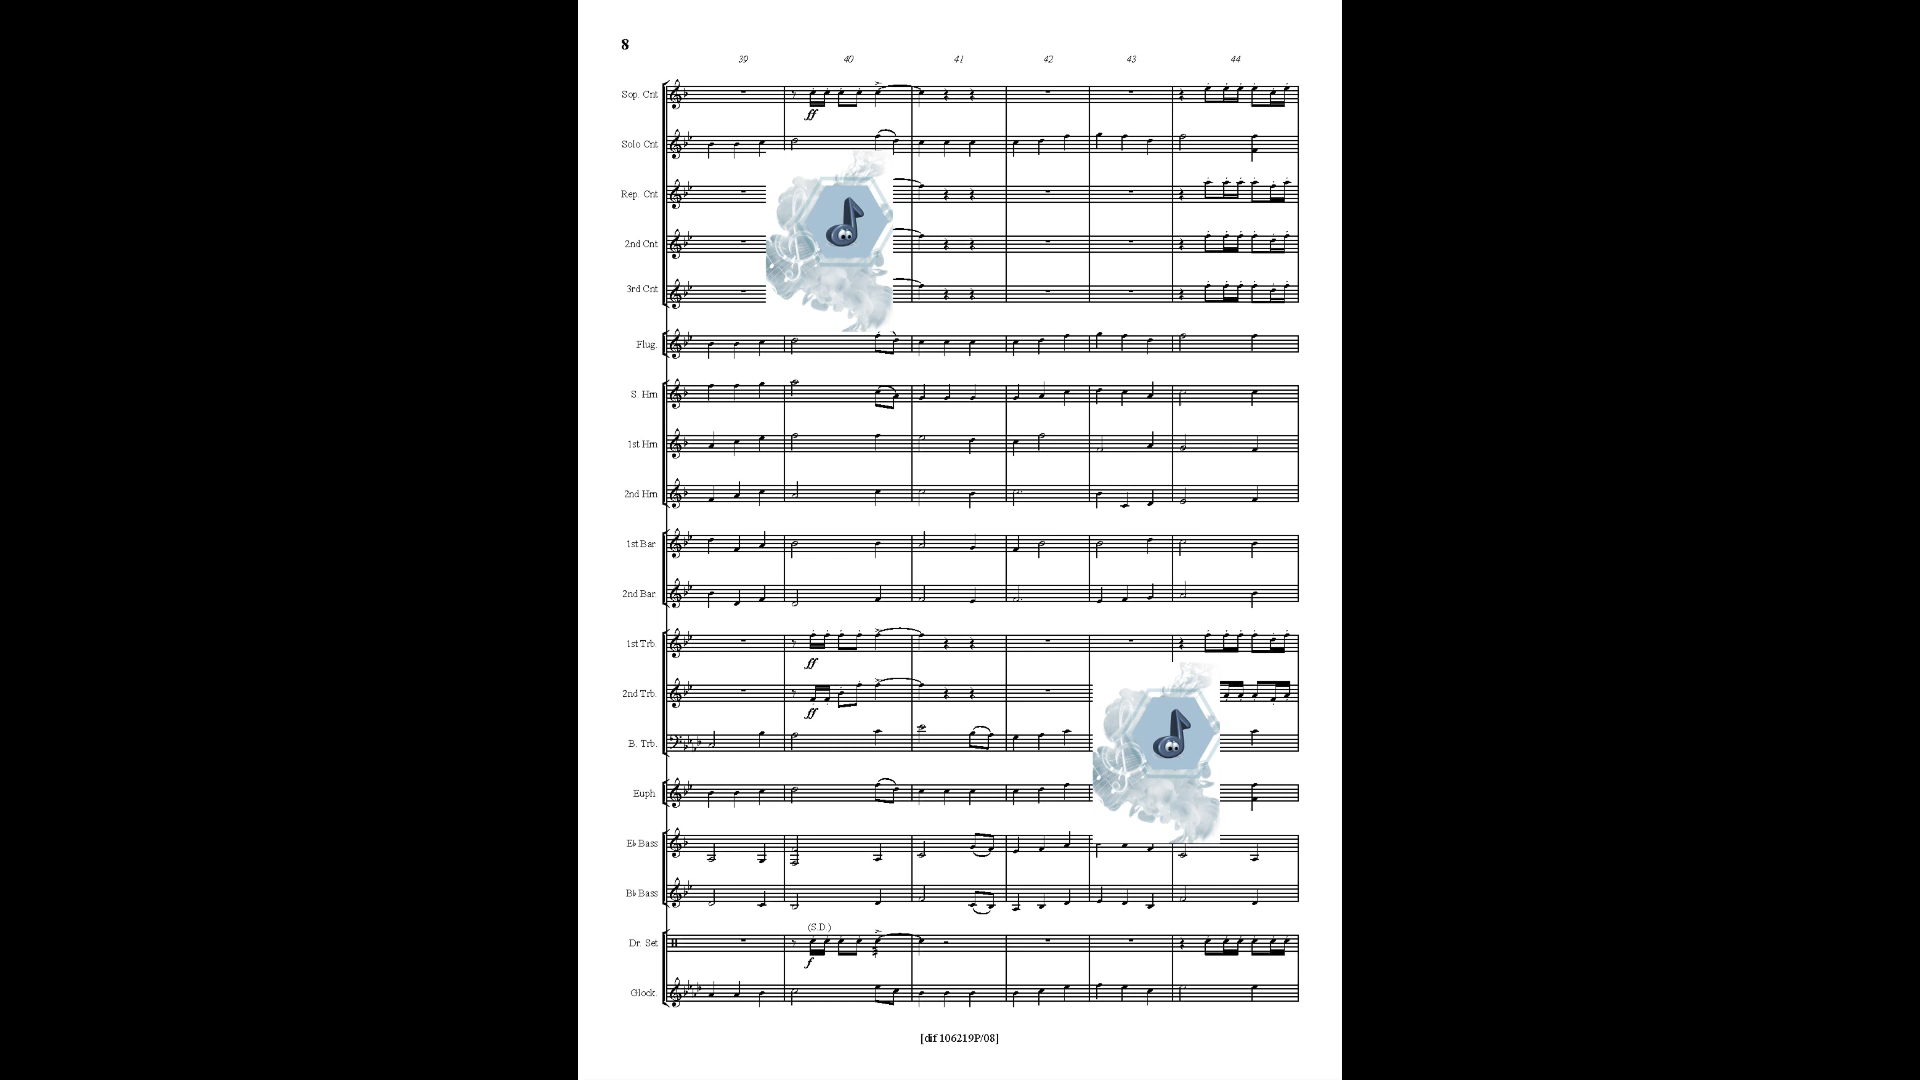 8
39 40 41 42 43 44
Sop. Cnt
ff
Solo Cnt
Rep. Cnt
2nd Cnt
3rd Cnt
Flug.
S. Hrn
1st Hrn
2nd Hrn
1st Bar
2nd Bar
1st Trb.
ff
2nd Trb.
ff
B. Trb.
Euph
E♭ Bass
B♭ Bass
(S.D.)
Dr. Set
f
Glock.
[dif 106219P/08]